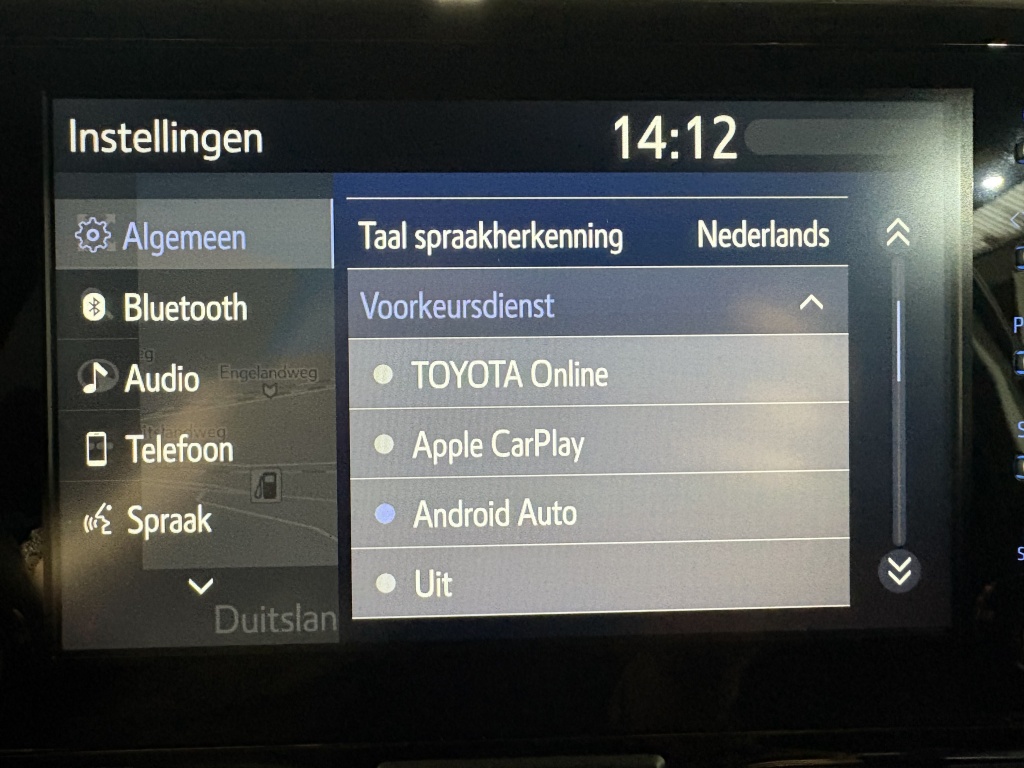 Instellingen
14:12
Algemeen
Bluetooth
Audio
Telefoon
Spraak
Engelandweg
Duitslan
Taal spraakherkenning Nederlands
Voorkeursdienst
TOYOTA Online
Apple CarPlay
Android Auto
Uit
P
S
s